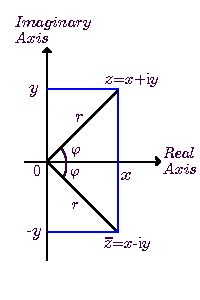 Imaginary
Axis
y
z=x+iy
r
φ
Real
Axis
0
φ
x
r
-y
z̅=x-iy